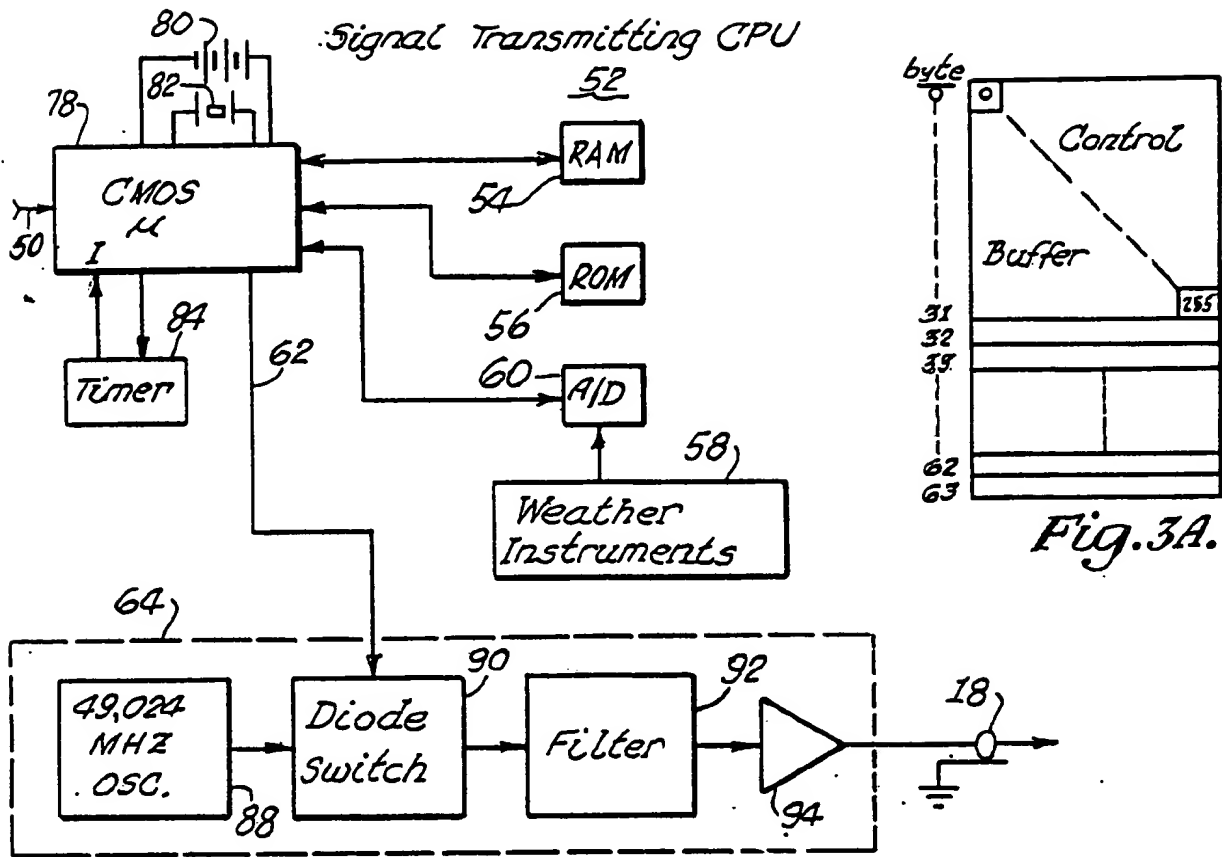 Signal Transmitting CPU
52
80
82
78
CMOS
μ
I
50
RAM
54
ROM
56
60
A/D
58
Weather
Instruments
84
Timer
62
64
49,024
MHZ
OSC.
88
Diode
Switch
90
Filter
92
94
18
byte
0
0
Control
Buffer
255
31
32
33
62
63
Fig.3A.